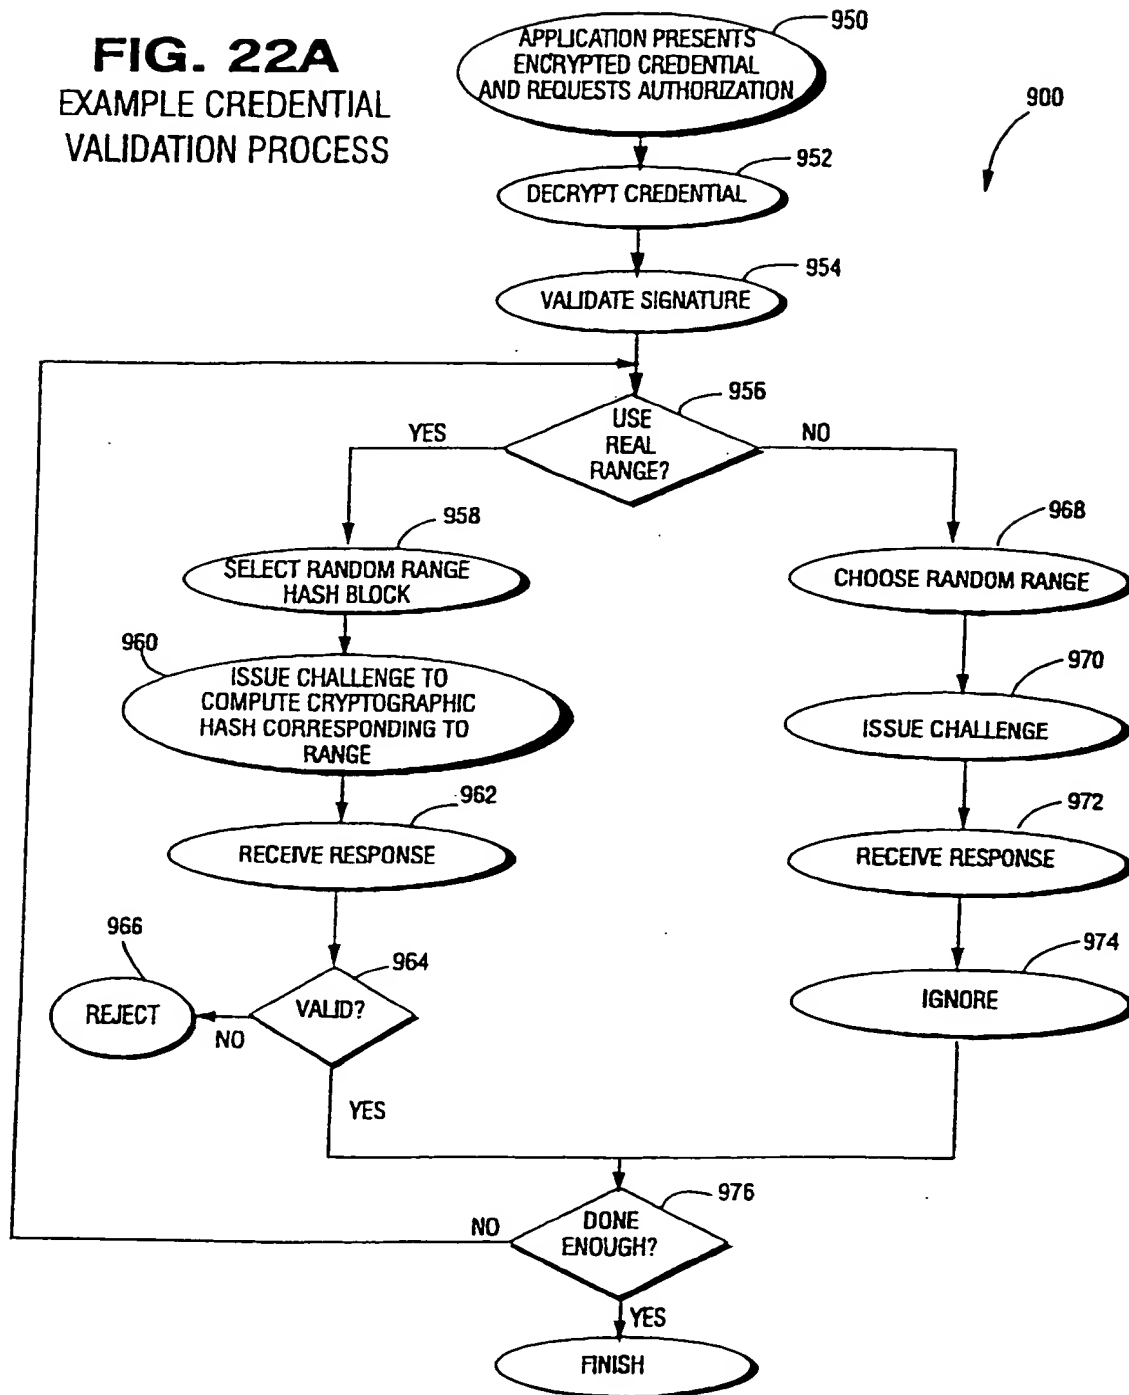 FIG. 22A
EXAMPLE CREDENTIAL
VALIDATION PROCESS
950
APPLICATION PRESENTS
ENCRYPTED CREDENTIAL
AND REQUESTS AUTHORIZATION
900
952
DECRYPT CREDENTIAL
954
VALIDATE SIGNATURE
956
USE
REAL
RANGE?
YES
NO
958
SELECT RANDOM RANGE
HASH BLOCK
968
CHOOSE RANDOM RANGE
960
ISSUE CHALLENGE TO
COMPUTE CRYPTOGRAPHIC
HASH CORRESPONDING TO
RANGE
970
ISSUE CHALLENGE
962
RECEIVE RESPONSE
972
RECEIVE RESPONSE
966
REJECT
964
VALID?
NO
YES
974
IGNORE
976
DONE
ENOUGH?
NO
YES
FINISH